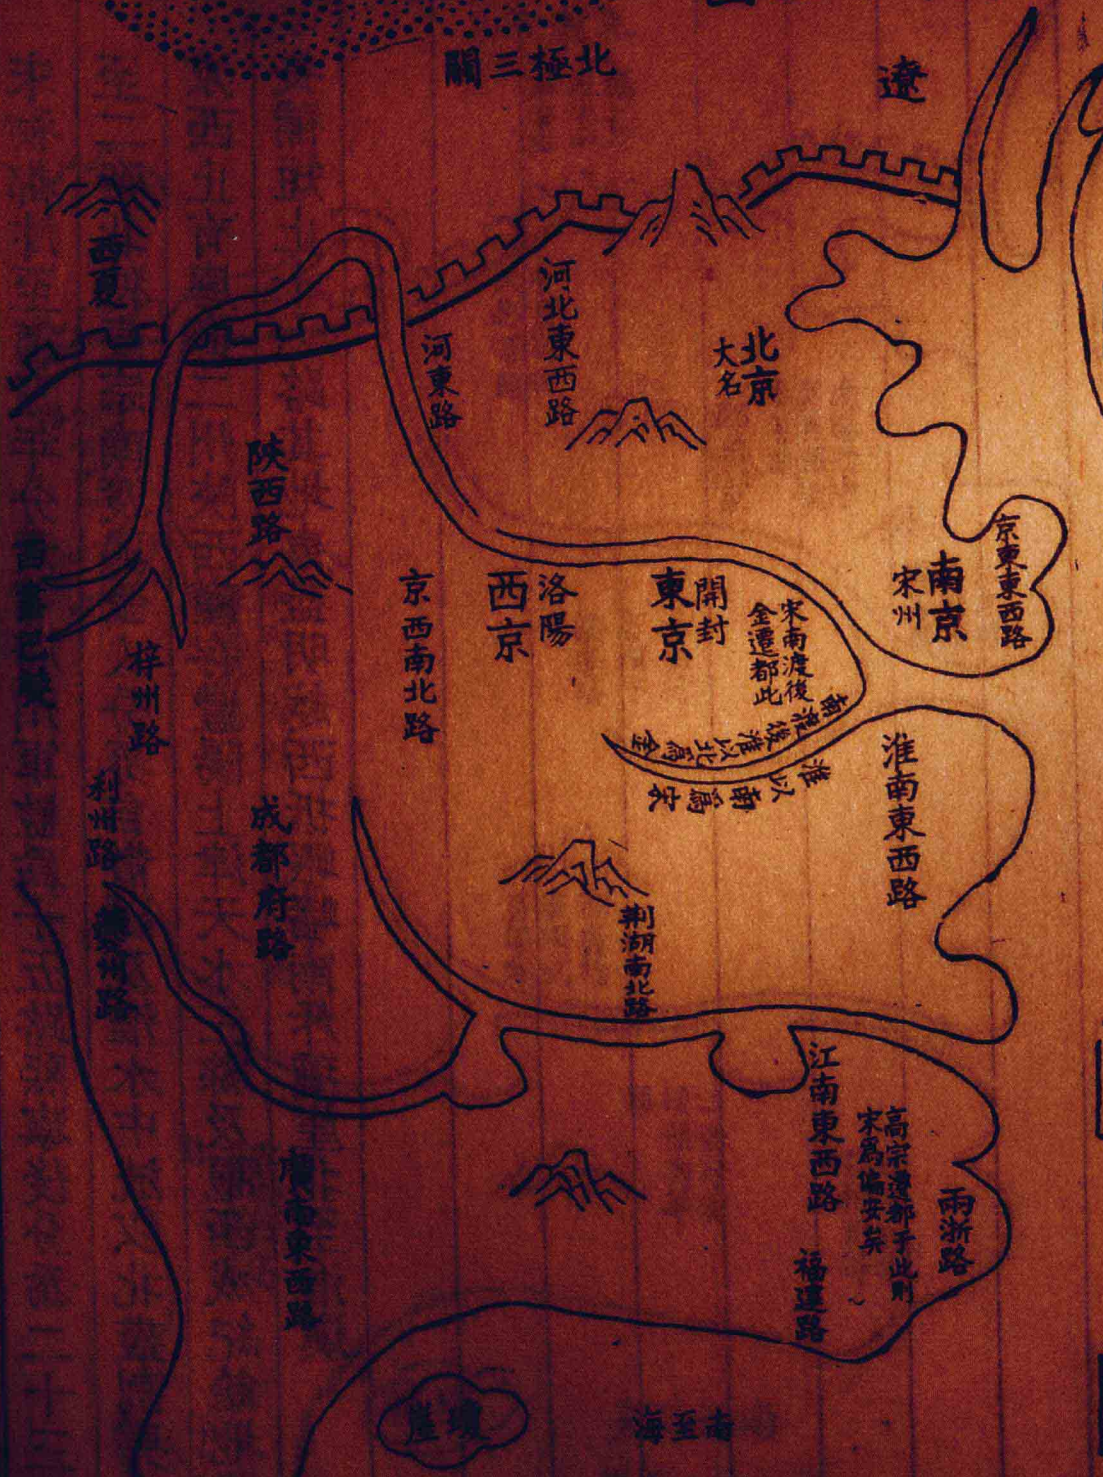 北極三關
遼
西夏
河北東西路
河東路
北京
大名
陝西路
京東東西路
南京
宋州
開封
東京
宋南渡後
金遷都此
洛陽
西京
京西南北路
梓州路
淮以北爲金
淮以南爲宋
淮南東西路
利州路
成都府路
夔州路
荆湖南北路
江南東西路
高宗遷都于此則
宋爲偏安矣
兩浙路
福建路
廣南東西路
瓊崖
南至海